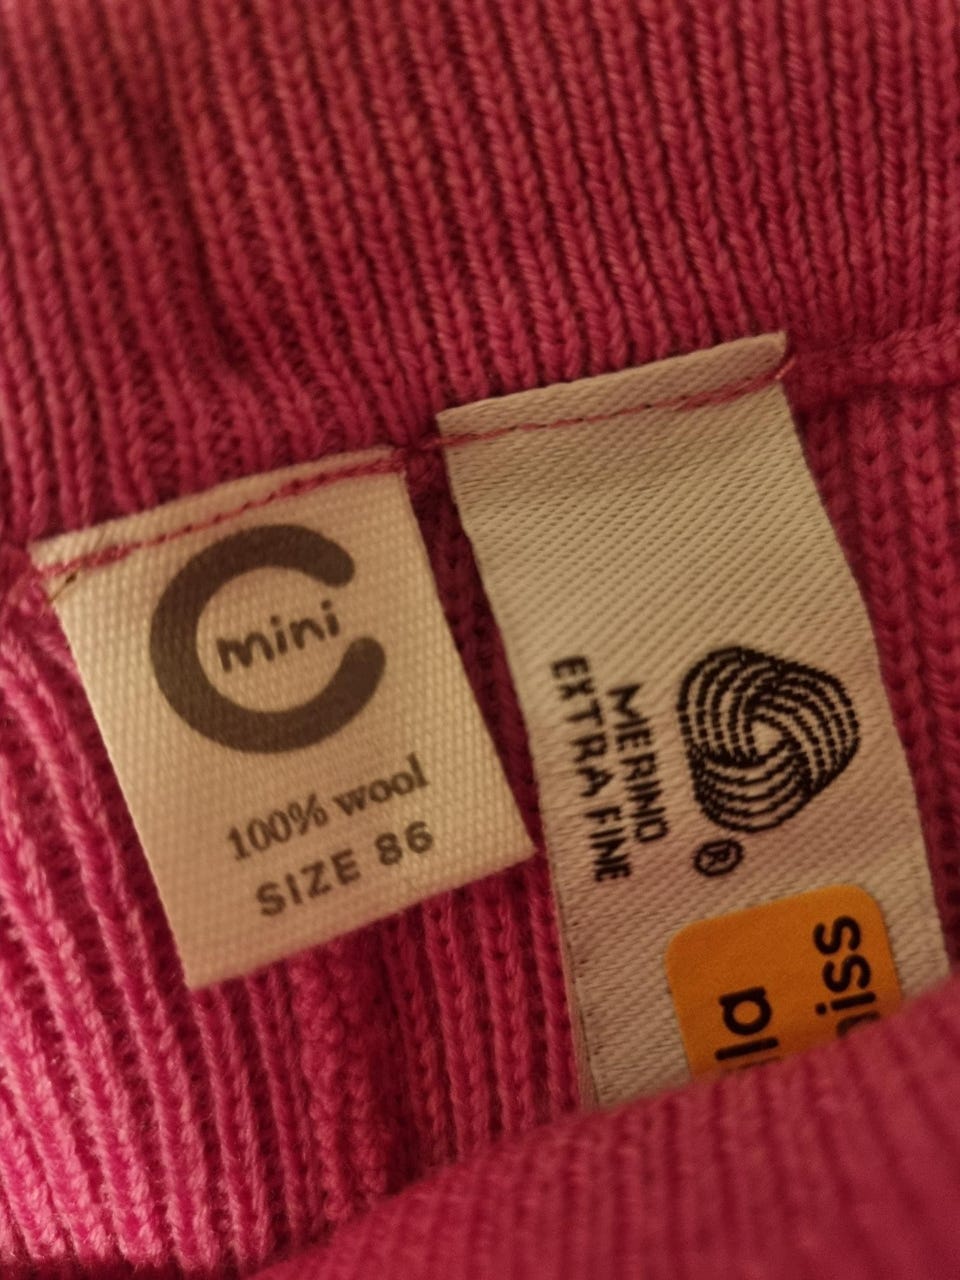 C
mini
100% wool
SIZE 86
MERINO
EXTRA FINE
®